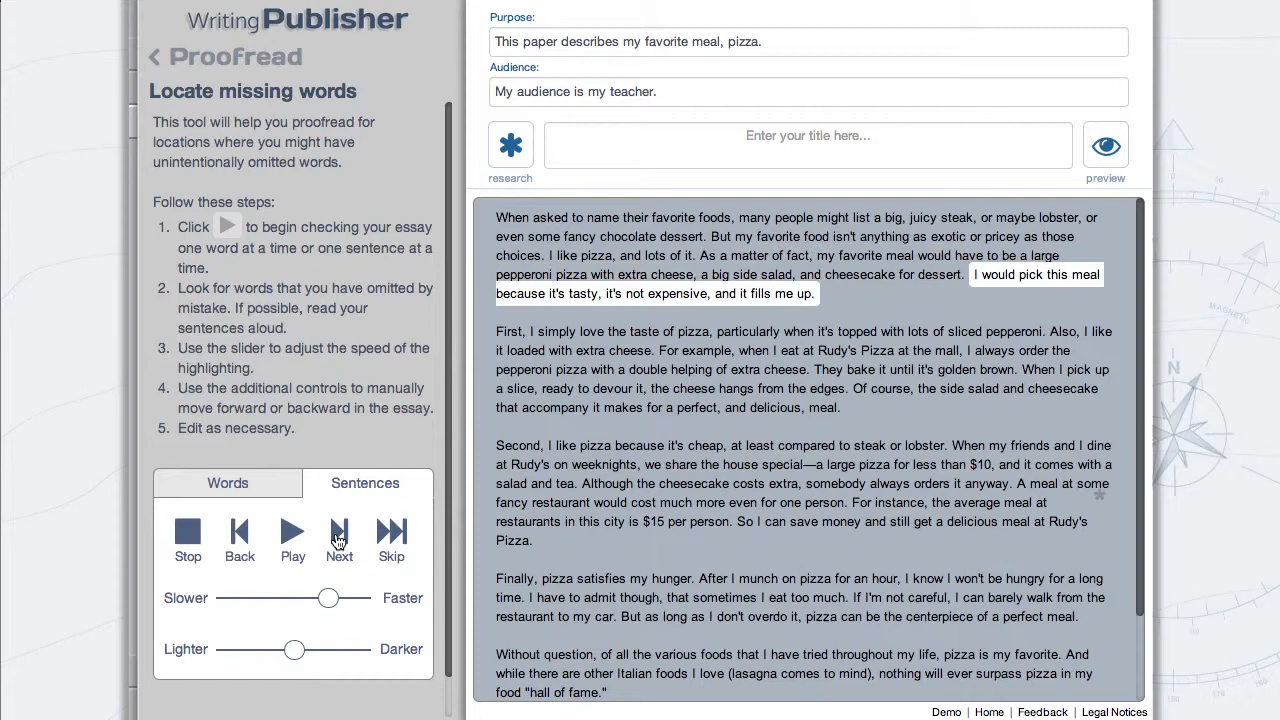 WritingPublisher
Proofread
Locate missing words
This tool will help you proofread for
locations where you might have
unintentionally omitted words.
Follow these steps:
1. Click to begin checking your essay
one word at a time or one sentence at a
time.
2. Look for words that you have omitted by
mistake. If possible, read your
sentences aloud.
3. Use the slider to adjust the speed of the
highlighting.
4. Use the additional controls to manually
move forward or backward in the essay.
5. Edit as necessary.
Words Sentences
Stop Back Play Next Skip
Slower Faster
Lighter Darker
Purpose:
This paper describes my favorite meal, pizza.
Audience:
My audience is my teacher.
Enter your title here...
research preview
When asked to name their favorite foods, many people might list a big, juicy steak, or maybe lobster, or
even some fancy chocolate dessert. But my favorite food isn't anything as exotic or pricey as those
choices. I like pizza, and lots of it. As a matter of fact, my favorite meal would have to be a large
pepperoni pizza with extra cheese, a big side salad, and cheesecake for dessert. I would pick this meal
because it's tasty, it's not expensive, and it fills me up.
First, I simply love the taste of pizza, particularly when it's topped with lots of sliced pepperoni. Also, I like
it loaded with extra cheese. For example, when I eat at Rudy's Pizza at the mall, I always order the
pepperoni pizza with a double helping of extra cheese. They bake it until it's golden brown. When I pick up
a slice, ready to devour it, the cheese hangs from the edges. Of course, the side salad and cheesecake
that accompany it makes for a perfect, and delicious, meal.
Second, I like pizza because it's cheap, at least compared to steak or lobster. When my friends and I dine
at Rudy's on weeknights, we share the house special—a large pizza for less than $10, and it comes with a
salad and tea. Although the cheesecake costs extra, somebody always orders it anyway. A meal at some
fancy restaurant would cost much more even for one person. For instance, the average meal at
restaurants in this city is $15 per person. So I can save money and still get a delicious meal at Rudy's
Pizza.
Finally, pizza satisfies my hunger. After I munch on pizza for an hour, I know I won't be hungry for a long
time. I have to admit though, that sometimes I eat too much. If I'm not careful, I can barely walk from the
restaurant to my car. But as long as I don't overdo it, pizza can be the centerpiece of a perfect meal.
Without question, of all the various foods that I have tried throughout my life, pizza is my favorite. And
while there are other Italian foods I love (lasagna comes to mind), nothing will ever surpass pizza in my
food "hall of fame."
Demo | Home | Feedback | Legal Notices
MAGNETIC
N